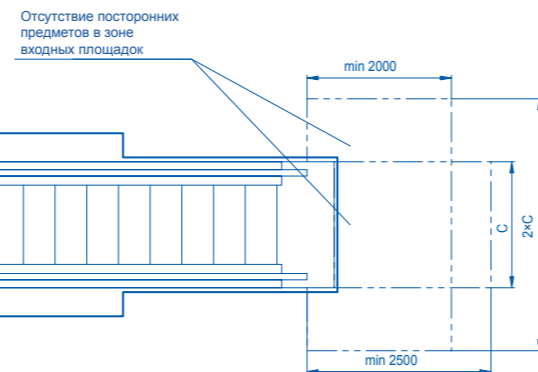 Отсутствие посторонних
предметов в зоне
входных площадок
min 2000
C
2×C
min 2500